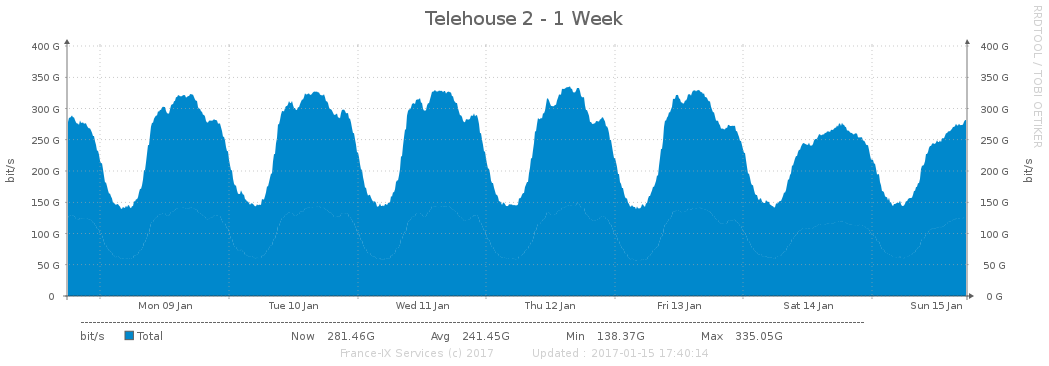 Telehouse 2 - 1 Week
RRDTOOL / TOBI OETIKER
400 G 400 G
350 G 350 G
300 G 300 G
250 G 250 G
200 G 200 G
150 G 150 G
100 G 100 G
50 G 50 G
0 0 G
bit/s bit/s
Mon 09 Jan Tue 10 Jan Wed 11 Jan Thu 12 Jan Fri 13 Jan Sat 14 Jan Sun 15 Jan
bit/s Total Now 281.46G Avg 241.45G Min 138.37G Max 335.05G
France-IX Services (c) 2017 Updated : 2017-01-15 17:40:14